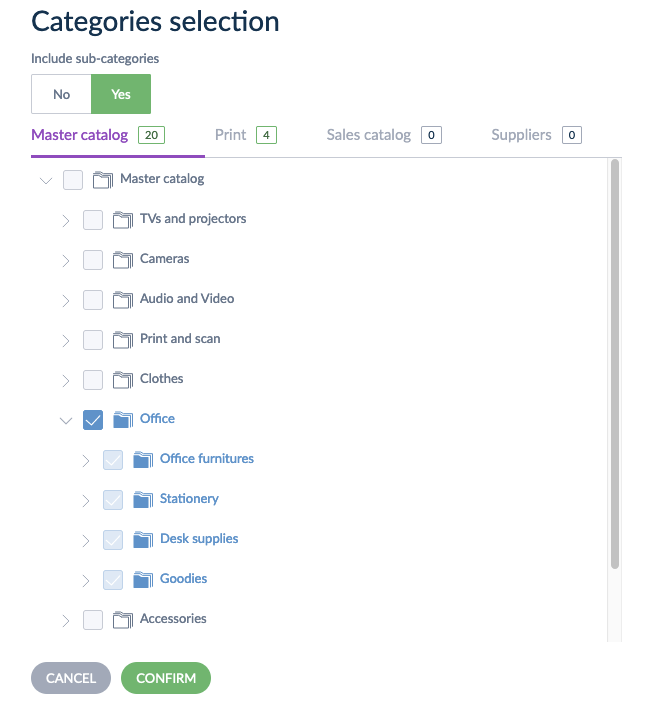 Categories selection
Include sub-categories
No Yes
Master catalog 20 Print 4 Sales catalog 0 Suppliers 0
Master catalog
TVs and projectors
Cameras
Audio and Video
Print and scan
Clothes
Office
Office furnitures
Stationery
Desk supplies
Goodies
Accessories
CANCEL CONFIRM